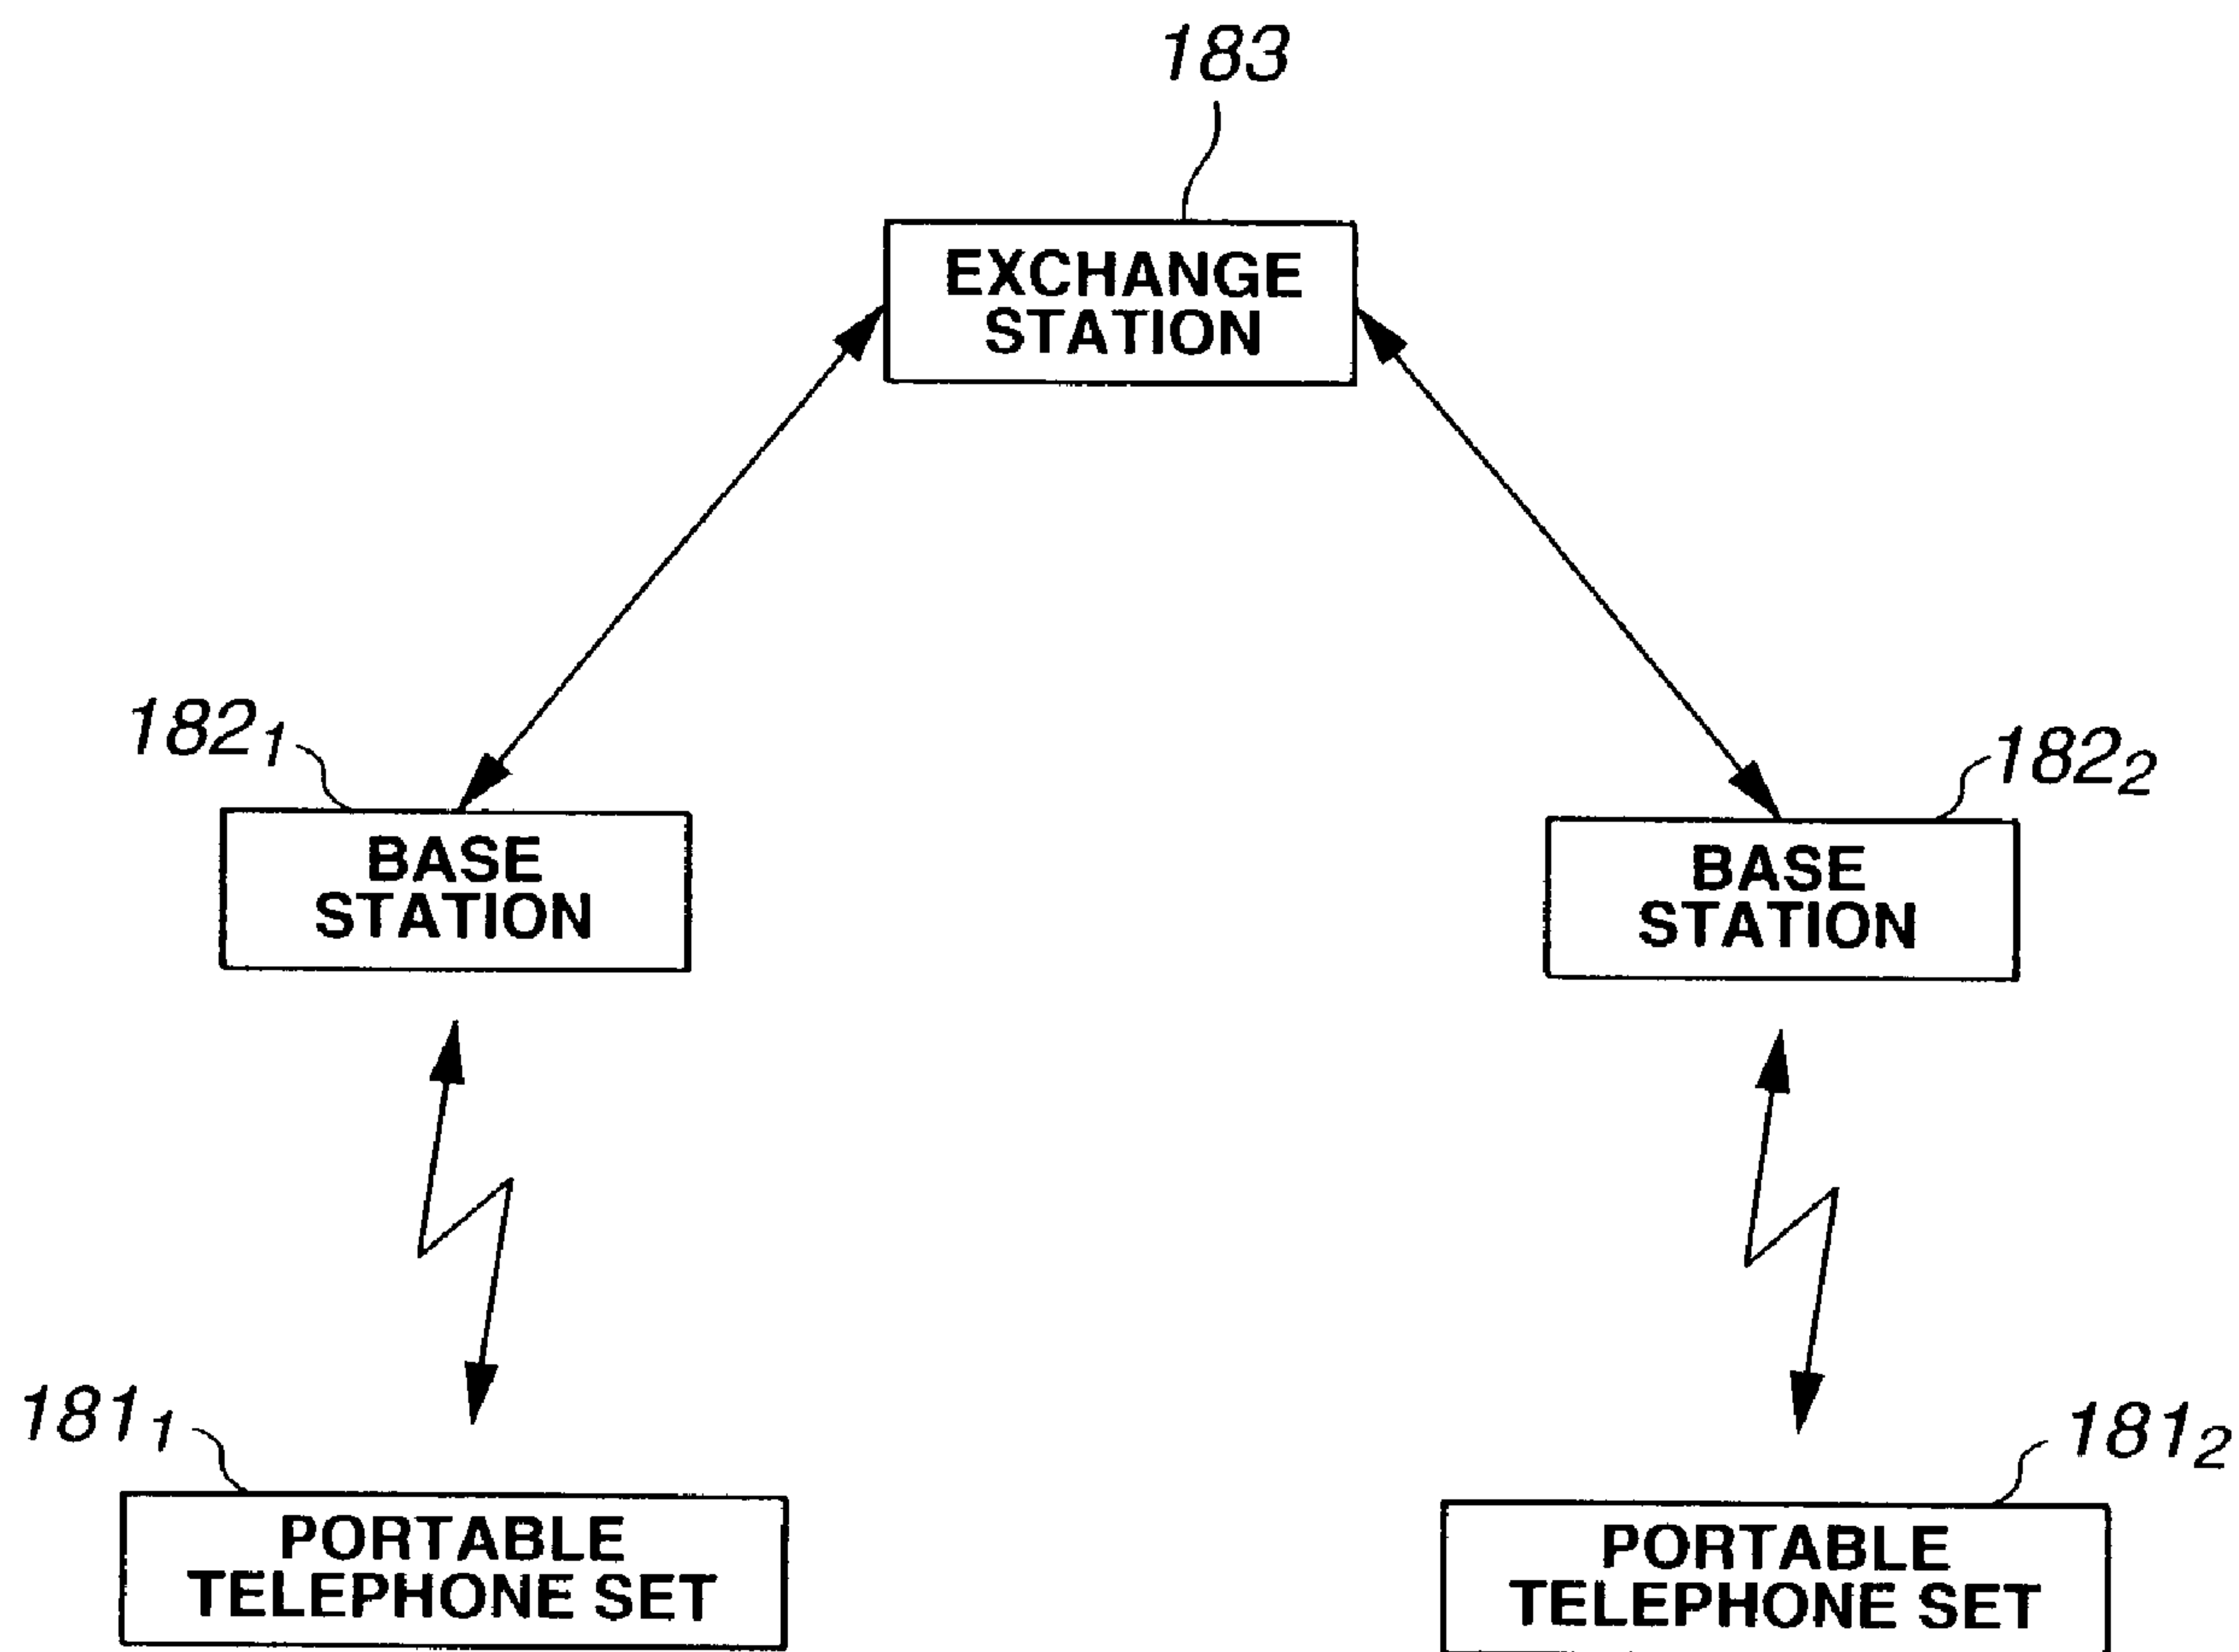 183
EXCHANGE
STATION
182₁
182₂
BASE
STATION
BASE
STATION
181₁
181₂
PORTABLE
TELEPHONE SET
PORTABLE
TELEPHONE SET